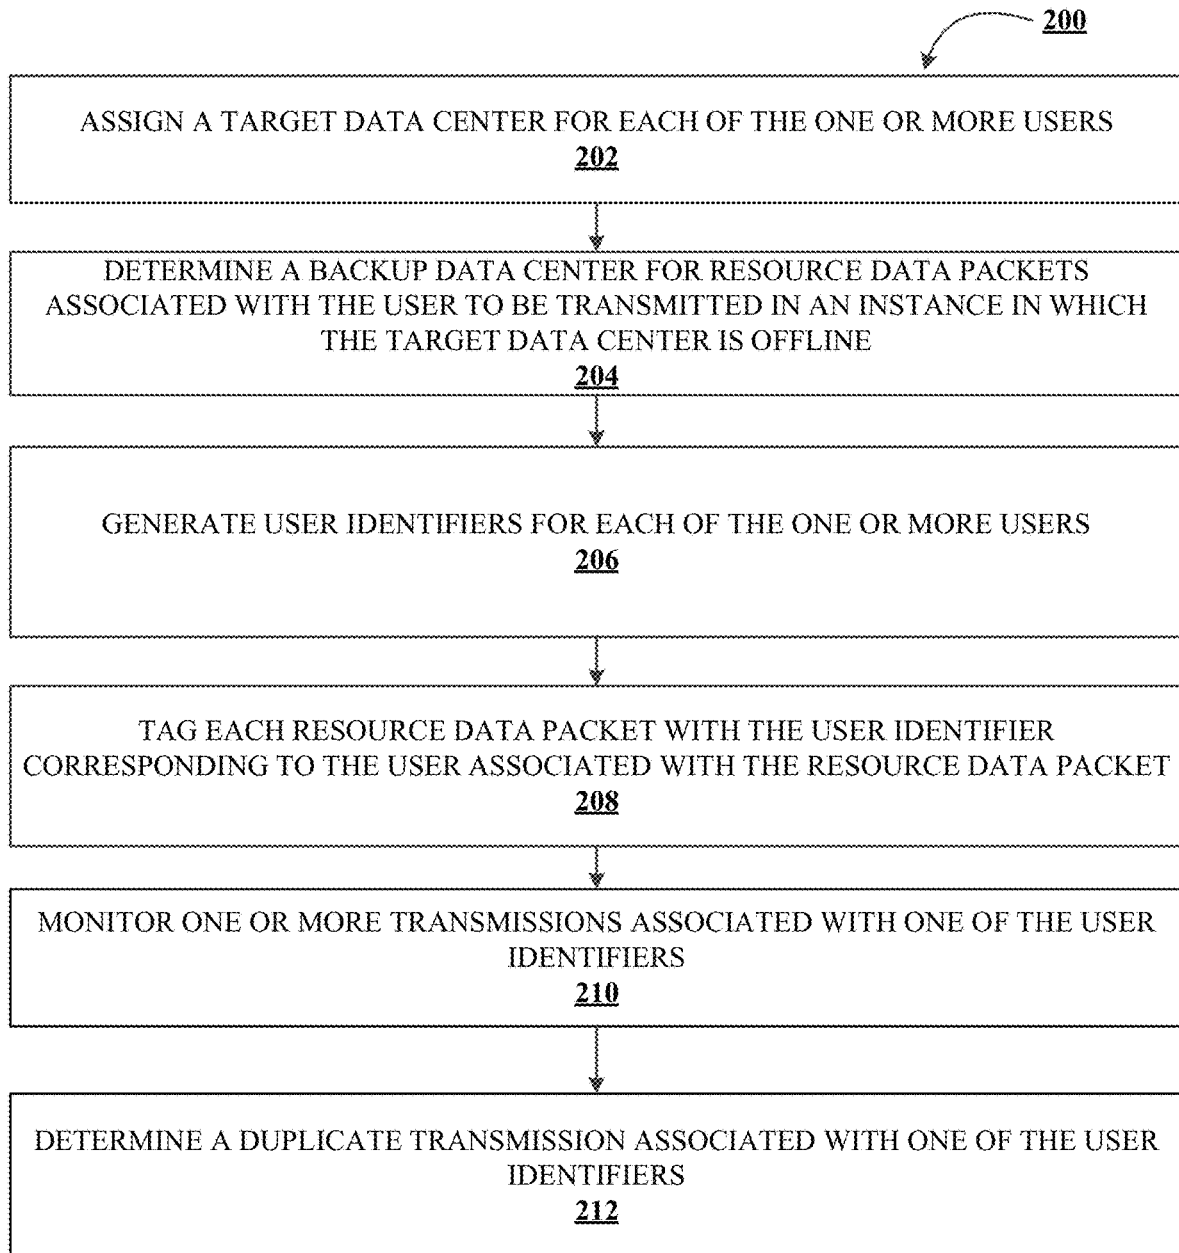 200
ASSIGN A TARGET DATA CENTER FOR EACH OF THE ONE OR MORE USERS
202
DETERMINE A BACKUP DATA CENTER FOR RESOURCE DATA PACKETS
ASSOCIATED WITH THE USER TO BE TRANSMITTED IN AN INSTANCE IN WHICH
THE TARGET DATA CENTER IS OFFLINE
204
GENERATE USER IDENTIFIERS FOR EACH OF THE ONE OR MORE USERS
206
TAG EACH RESOURCE DATA PACKET WITH THE USER IDENTIFIER
CORRESPONDING TO THE USER ASSOCIATED WITH THE RESOURCE DATA PACKET
208
MONITOR ONE OR MORE TRANSMISSIONS ASSOCIATED WITH ONE OF THE USER
IDENTIFIERS
210
DETERMINE A DUPLICATE TRANSMISSION ASSOCIATED WITH ONE OF THE USER
IDENTIFIERS
212